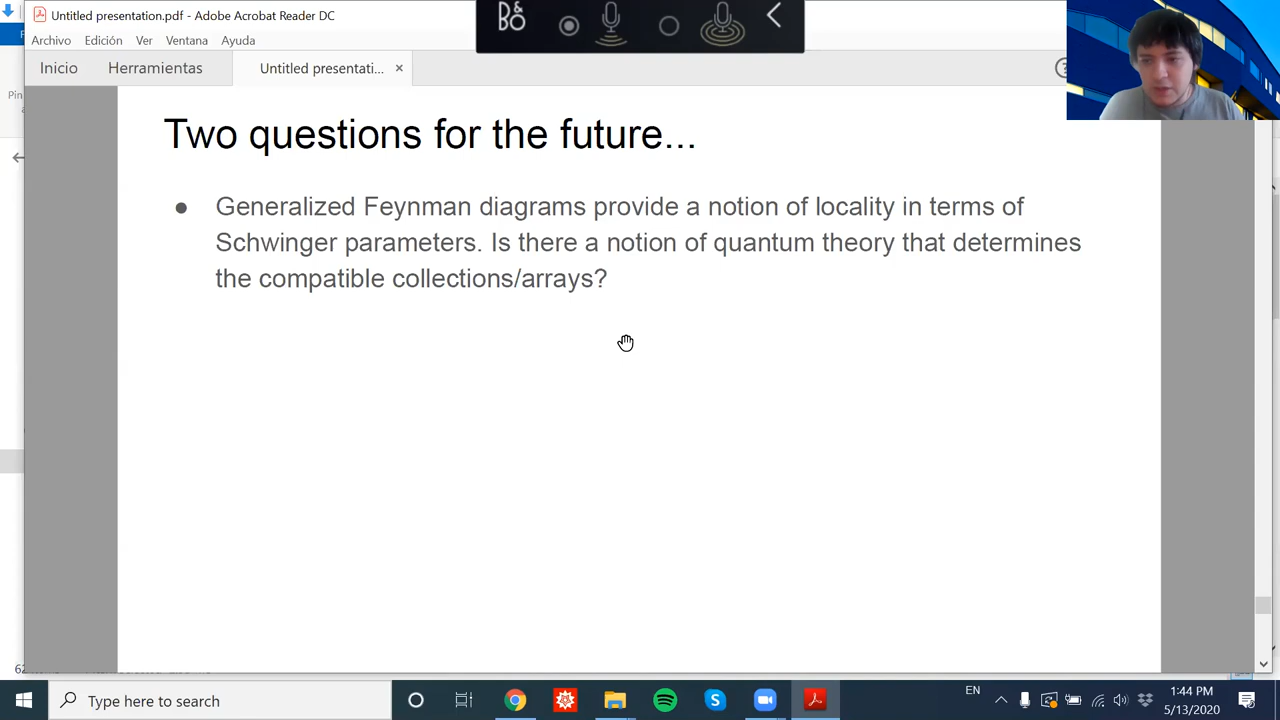 Untitled presentation.pdf - Adobe Acrobat Reader DC
Archivo Edición Ver Ventana Ayuda
Inicio Herramientas Untitled presentati... ×
Two questions for the future...
● Generalized Feynman diagrams provide a notion of locality in terms of
Schwinger parameters. Is there a notion of quantum theory that determines
the compatible collections/arrays?
Type here to search
EN
1:44 PM
5/13/2020